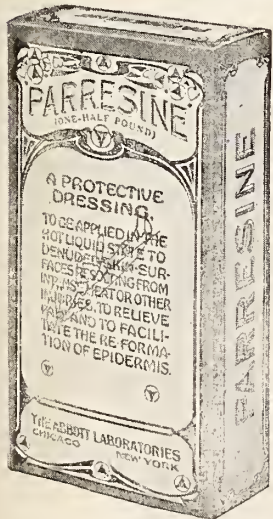 PARRESINE
(ONE-HALF POUND)
A PROTECTIVE
DRESSING,
TO BE APPLIED IN THE
HOT LIQUID STATE TO
DENUDED SKIN-SUR-
FACES RESULTING FROM
HEAT OR OTHER
INJURIES, TO RELIEVE
PAIN AND TO FACILI-
TATE THE RE-FORMA-
TION OF EPIDERMIS.
THE ABBOTT LABORATORIES
CHICAGO NEW YORK
PARRESINE